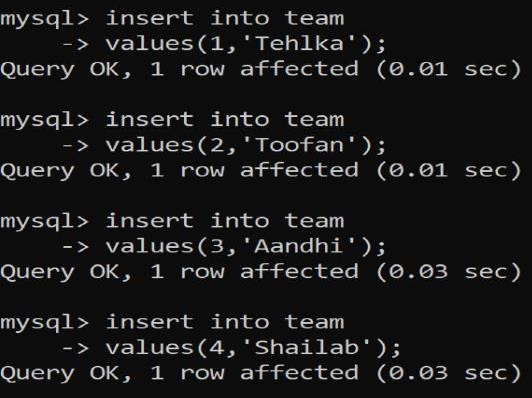 mysql> insert into team
-> values(1,'Tehlka');
Query OK, 1 row affected (0.01 sec)
mysql> insert into team
-> values(2,'Toofan');
Query OK, 1 row affected (0.01 sec)
mysql> insert into team
-> values(3,'Aandhi');
Query OK, 1 row affected (0.03 sec)
mysql> insert into team
-> values(4,'Shailab');
Query OK, 1 row affected (0.03 sec)